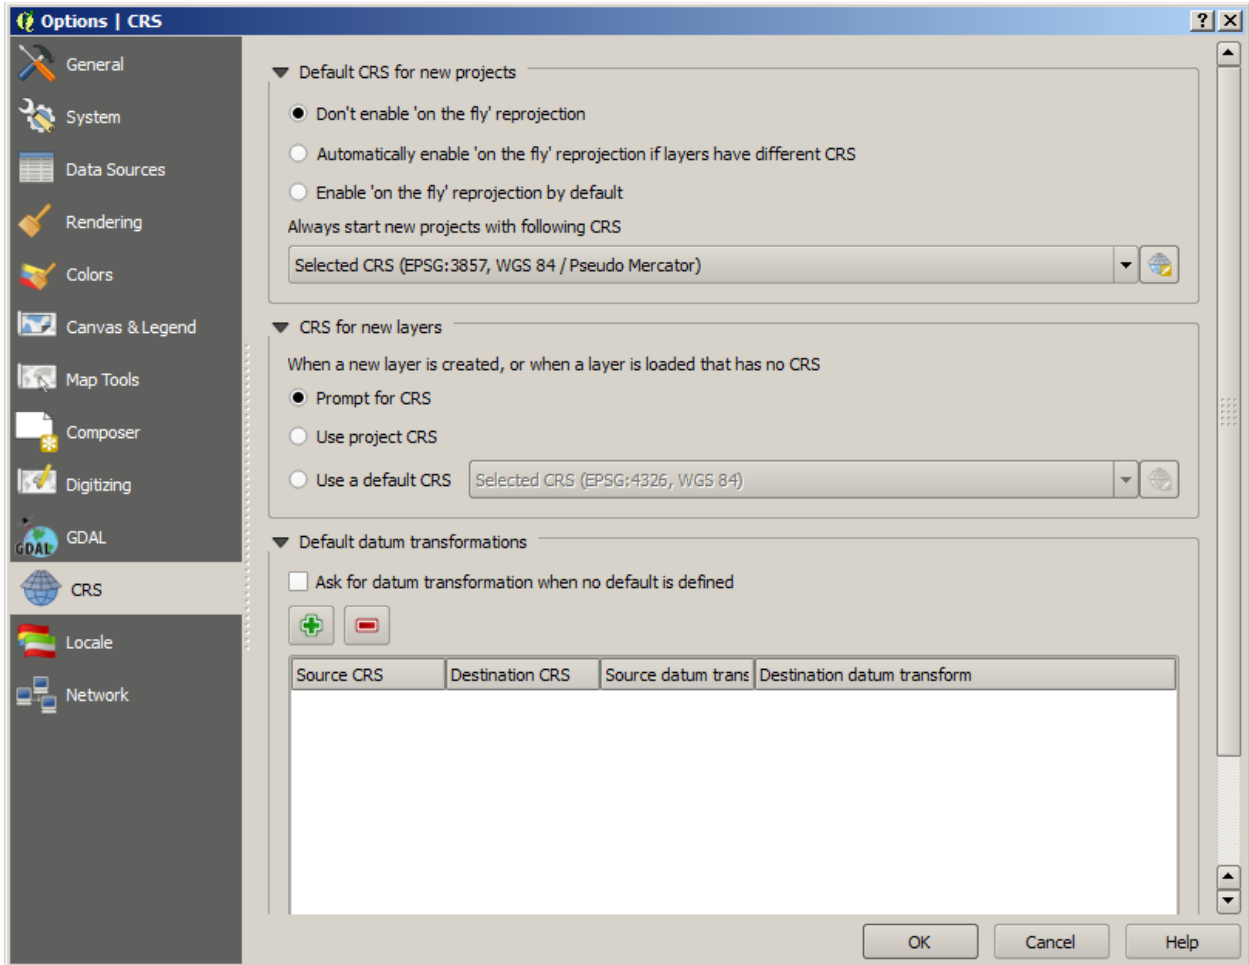 Options | CRS
General
System
Data Sources
Rendering
Colors
Canvas & Legend
Map Tools
Composer
Digitizing
GDAL
GDAL
CRS
Locale
Network
Default CRS for new projects
Don't enable 'on the fly' reprojection
Automatically enable 'on the fly' reprojection if layers have different CRS
Enable 'on the fly' reprojection by default
Always start new projects with following CRS
Selected CRS (EPSG:3857, WGS 84 / Pseudo Mercator)
CRS for new layers
When a new layer is created, or when a layer is loaded that has no CRS
Prompt for CRS
Use project CRS
Use a default CRS Selected CRS (EPSG:4326, WGS 84)
Default datum transformations
Ask for datum transformation when no default is defined
Source CRS Destination CRS Source datum trans Destination datum transform
OK Cancel Help